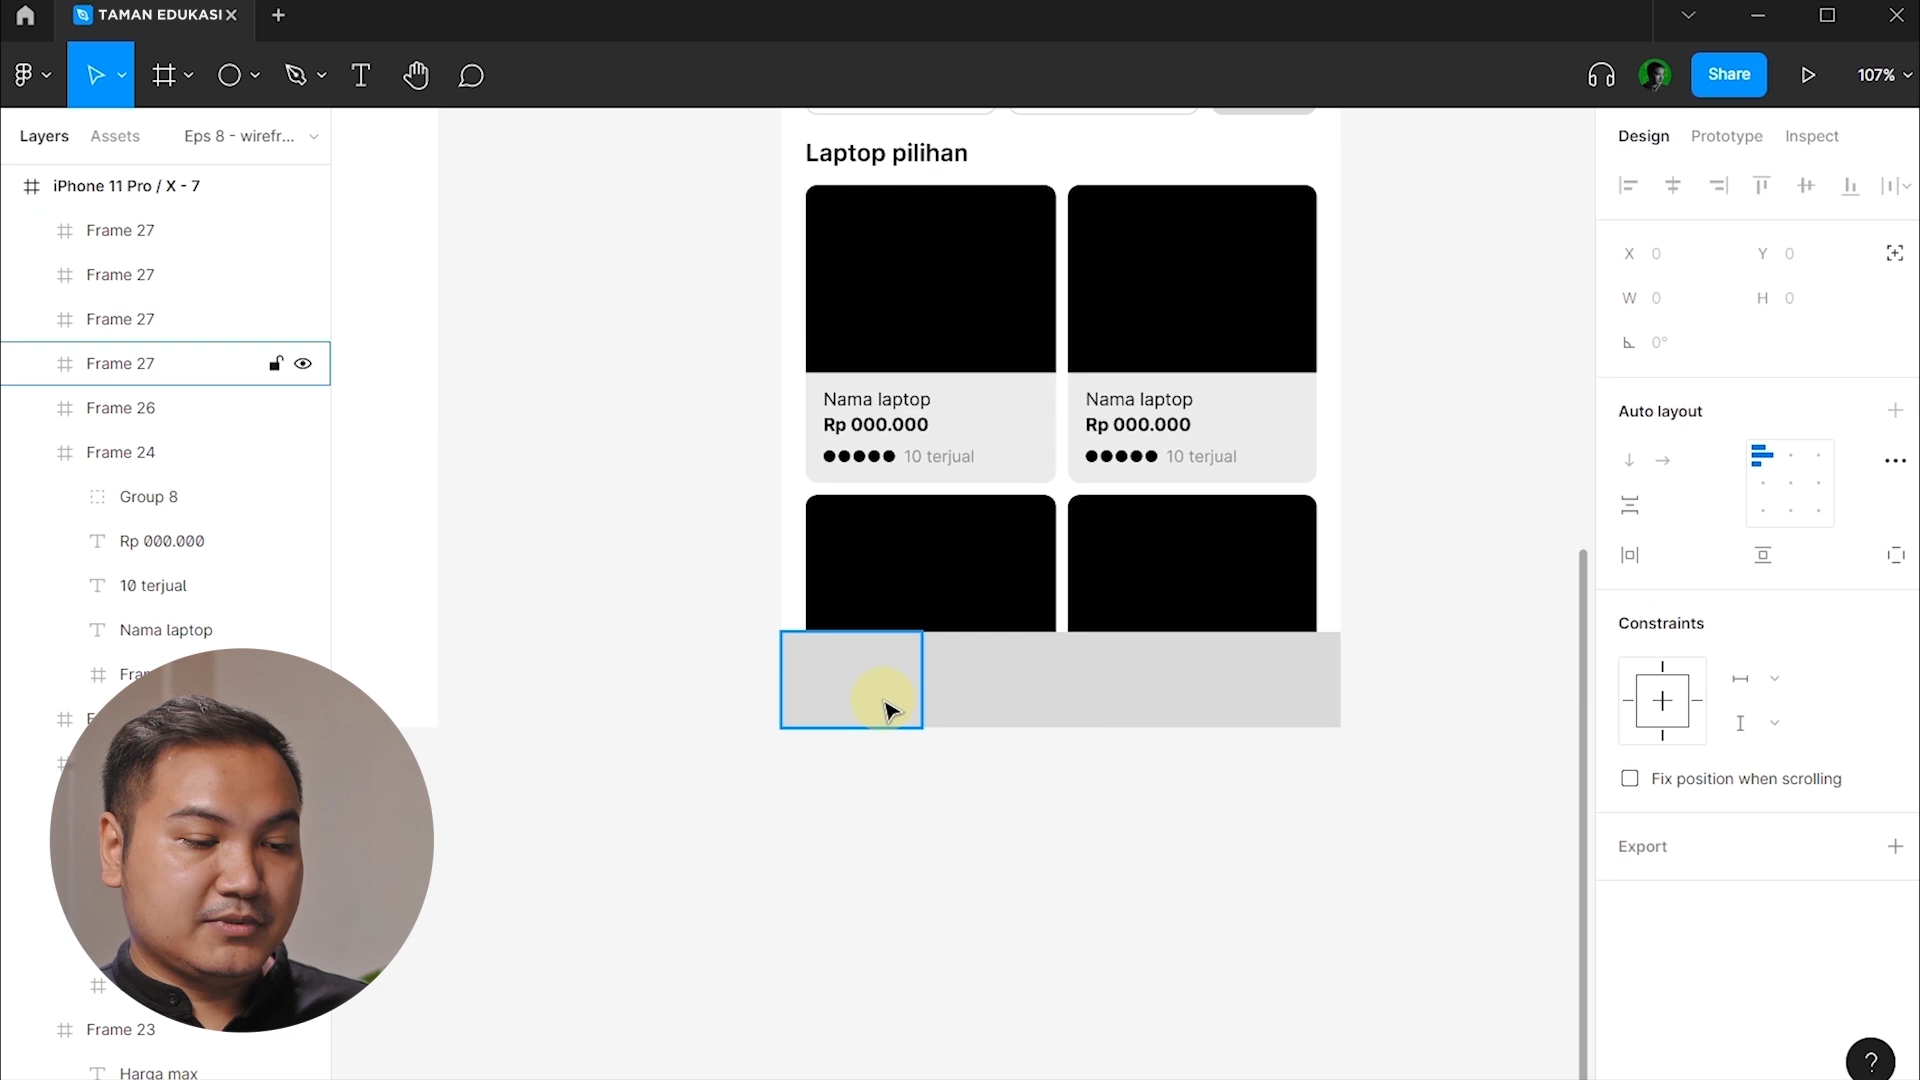 TAMAN EDUKASI
Share
107%
Layers
Assets
Eps 8 - wirefr...
iPhone 11 Pro / X - 7
Frame 27
Frame 27
Frame 27
Frame 27
Frame 26
Frame 24
Group 8
Rp 000.000
10 terjual
Nama laptop
Frame 23
Harga max
Laptop pilihan
Nama laptop
Rp 000.000
10 terjual
Nama laptop
Rp 000.000
10 terjual
Design
Prototype
Inspect
X 0
Y 0
W 0
H 0
0°
Auto layout
Constraints
Fix position when scrolling
Export
?